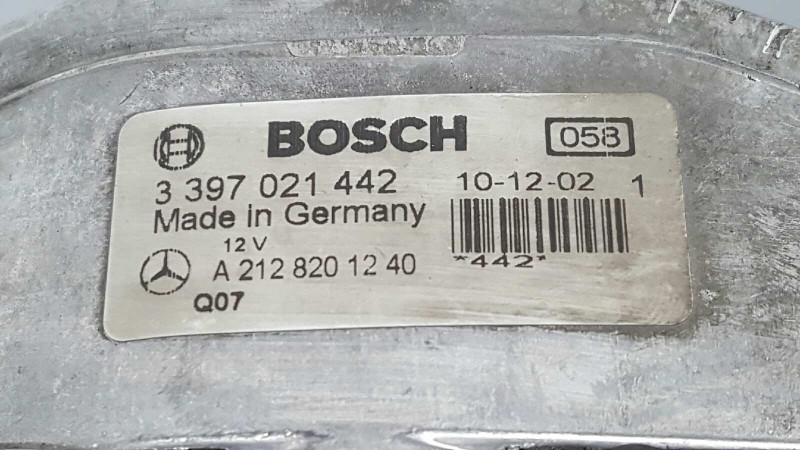 BOSCH 058
3 397 021 442 10-12-02 1
Made in Germany
12 V
*442*
A 212 820 12 40
Q07